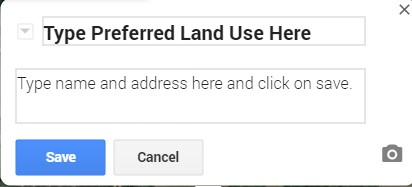 Type Preferred Land Use Here
Type name and address here and click on save.
Save Cancel